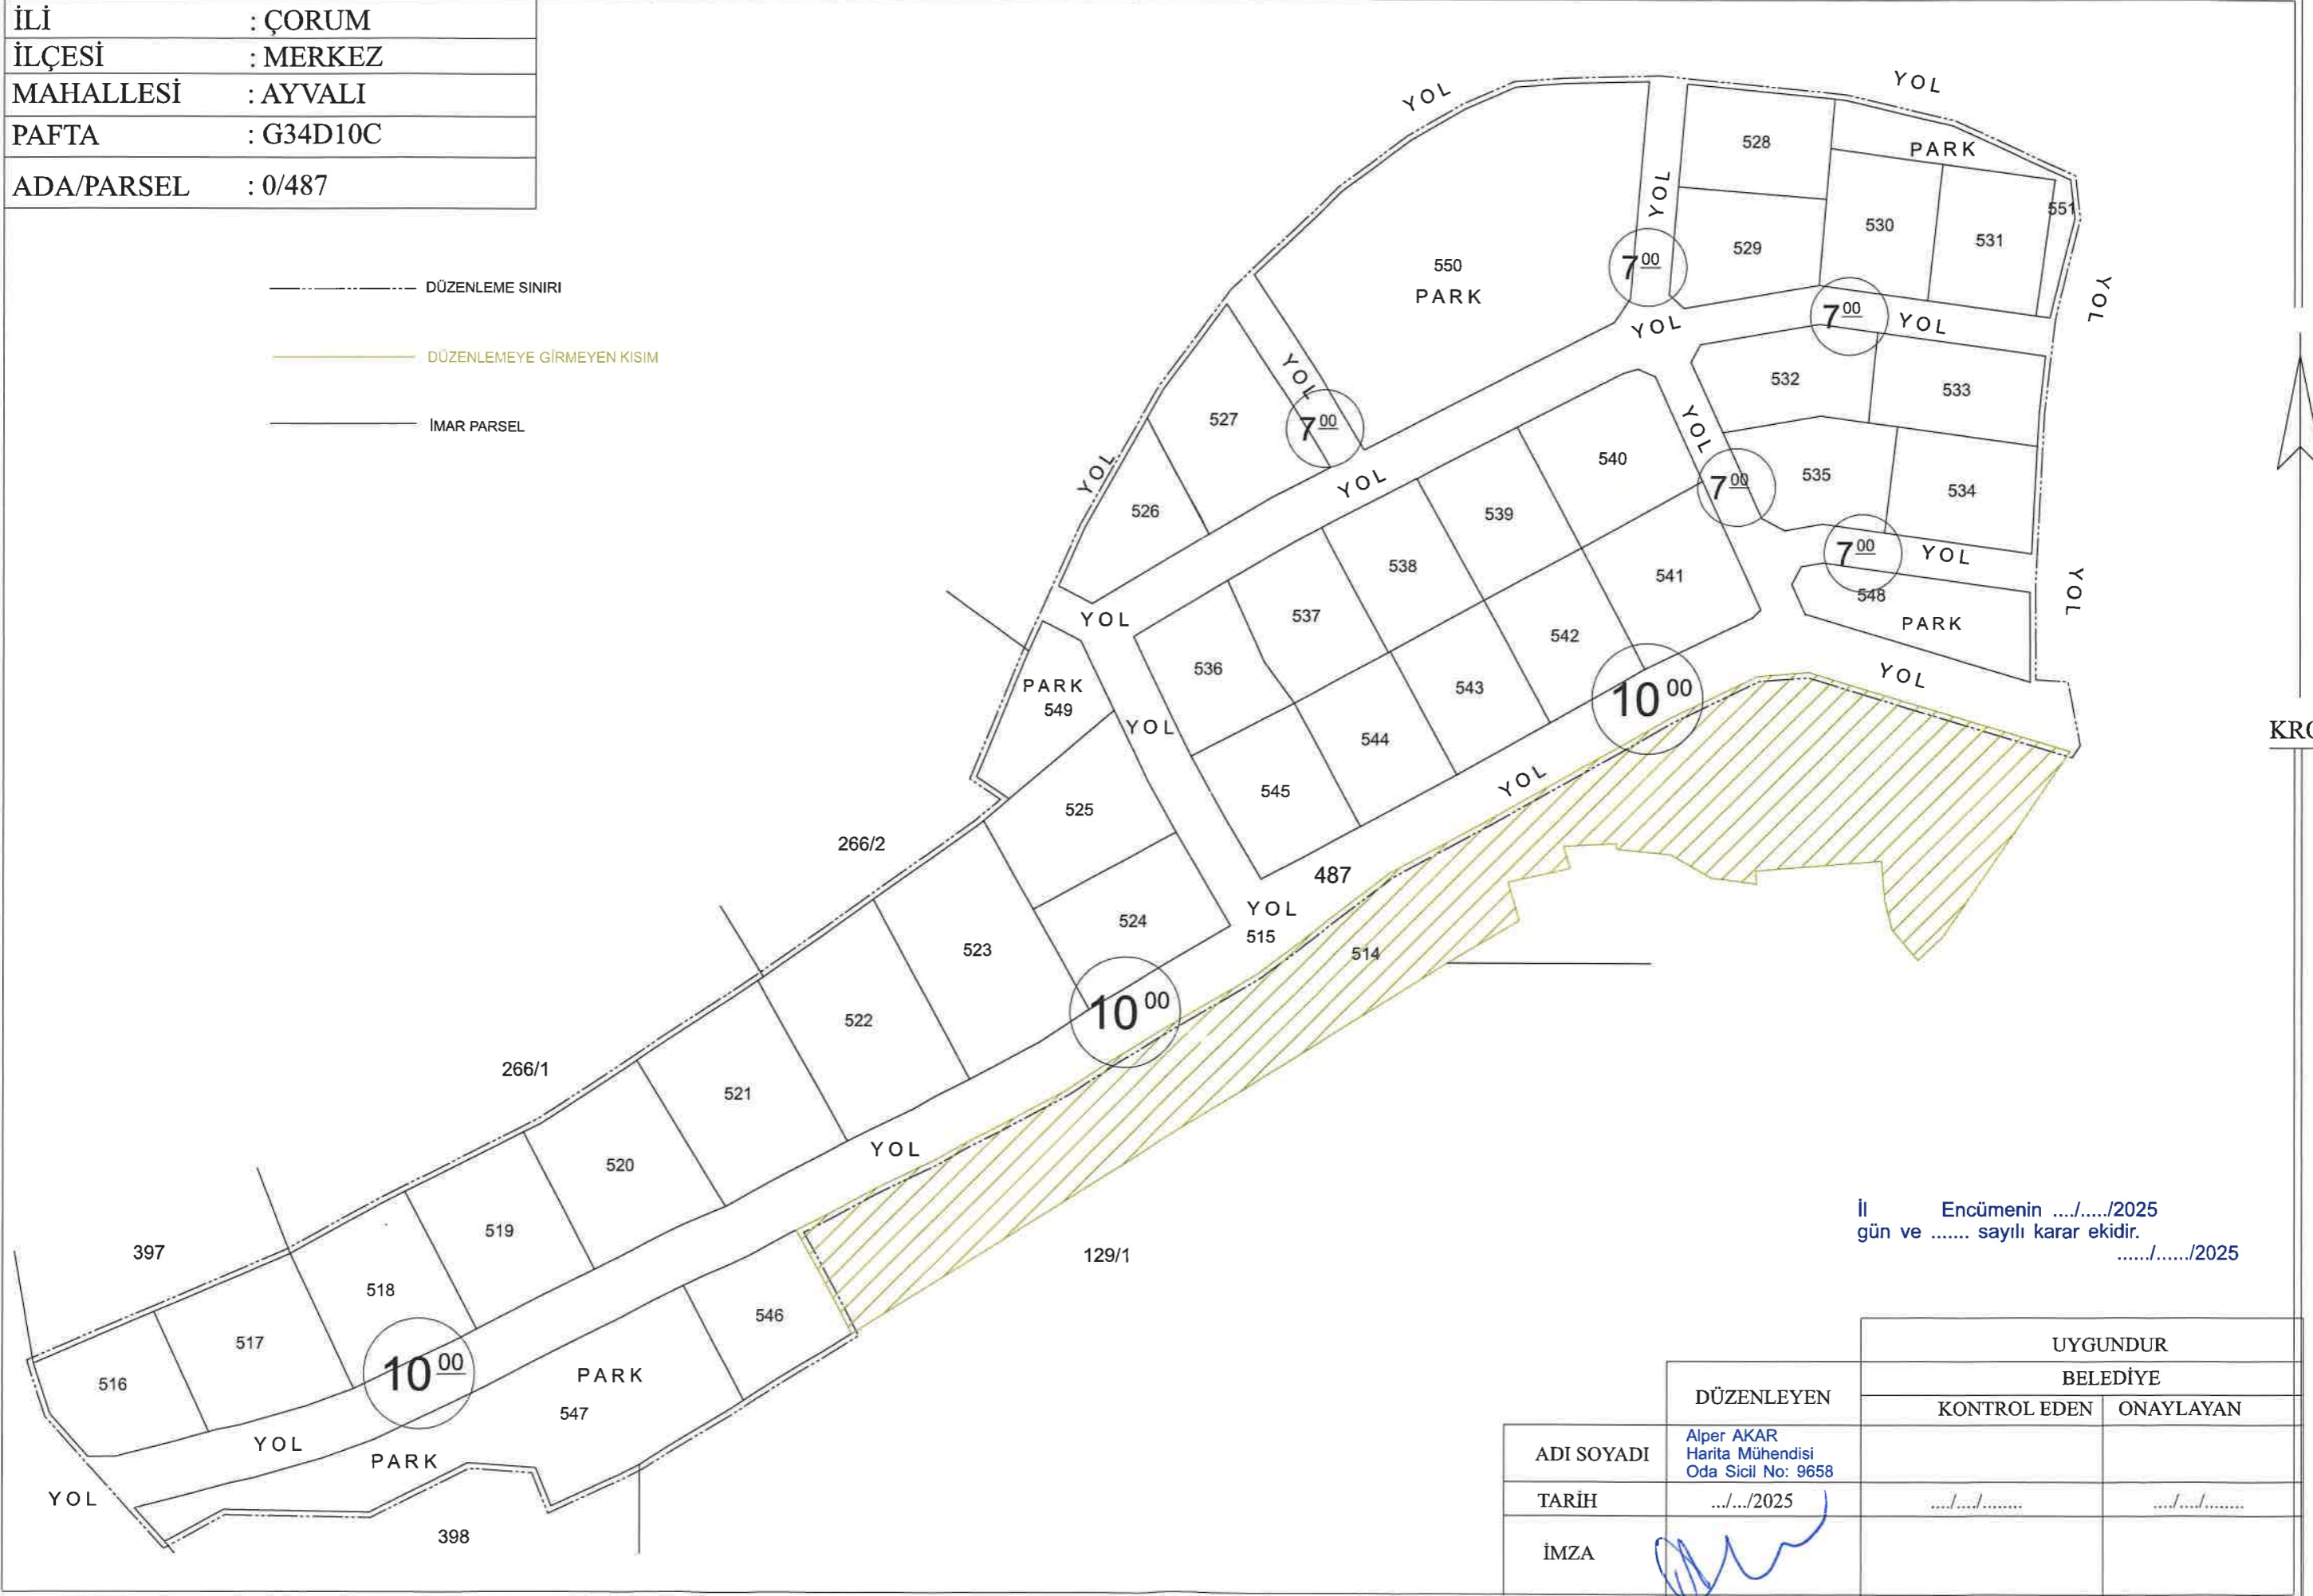 İLİ : ÇORUM
İLÇESİ : MERKEZ
MAHALLESİ : AYVALI
PAFTA : G34D10C
ADA/PARSEL : 0/487
DÜZENLEME SINIRI
DÜZENLEMEYE GİRMEYEN KISIM
İMAR PARSEL
YOL
YOL
528
PARK
YOL
551
530
531
529
550
PARK
7 00
YOL
7 00
YOL
YOL
YOL
532
533
527
7 00
YOL
540
YOL
535
534
7 00
YOL
526
539
538
7 00
YOL
541
YOL
548
PARK
YOL
537
542
536
YOL
PARK
549
543
10 00
YOL
544
KRO
545
YOL
525
266/2
487
YOL
515
524
523
514
10 00
522
266/1
521
YOL
520
519
397
129/1
518
546
517
10 00
PARK
516
547
YOL
PARK
YOL
398
İl Encümenin ..../...../2025
gün ve ....... sayılı karar ekidir.
....../....../2025
UYGUNDUR
DÜZENLEYEN
BELEDİYE
KONTROL EDEN ONAYLAYAN
ADI SOYADI
Alper AKAR
Harita Mühendisi
Oda Sicil No: 9658
TARİH .../.../2025 ..../..../........ ..../..../........
İMZA